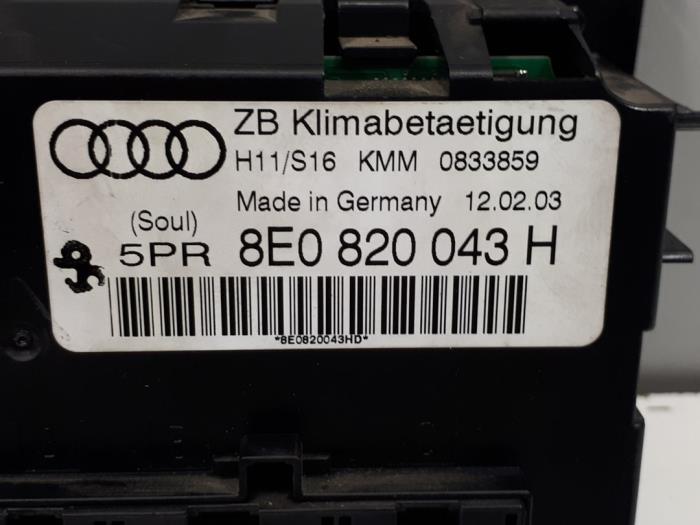 ZB Klimabetaetigung
H11/S16 KMM 0833859
Made in Germany 12.02.03
(Soul)
5PR 8E0 820 043 H
*8E0820043HD*